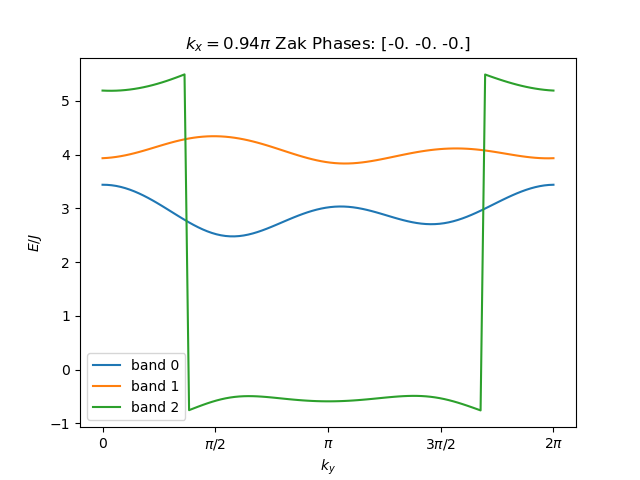 $k_x = 0.94\pi$ Zak Phases: [-0. -0. -0.]
E/J
5
4
3
2
1
0
−1
band 0
band 1
band 2
0
π/2
π
3π/2
2π
$k_y$